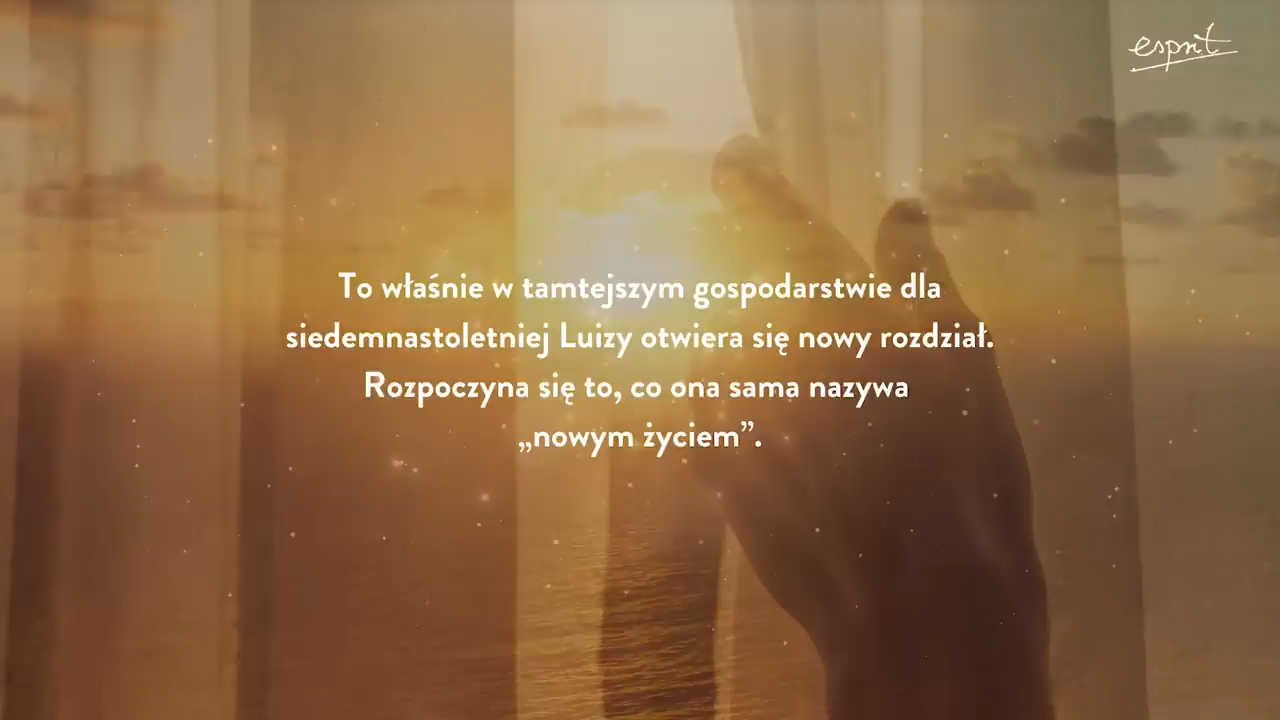 esprit
To właśnie w tamtejszym gospodarstwie dla
siedemnastoletniej Luizy otwiera się nowy rozdział.
Rozpoczyna się to, co ona sama nazywa
„nowym życiem”.